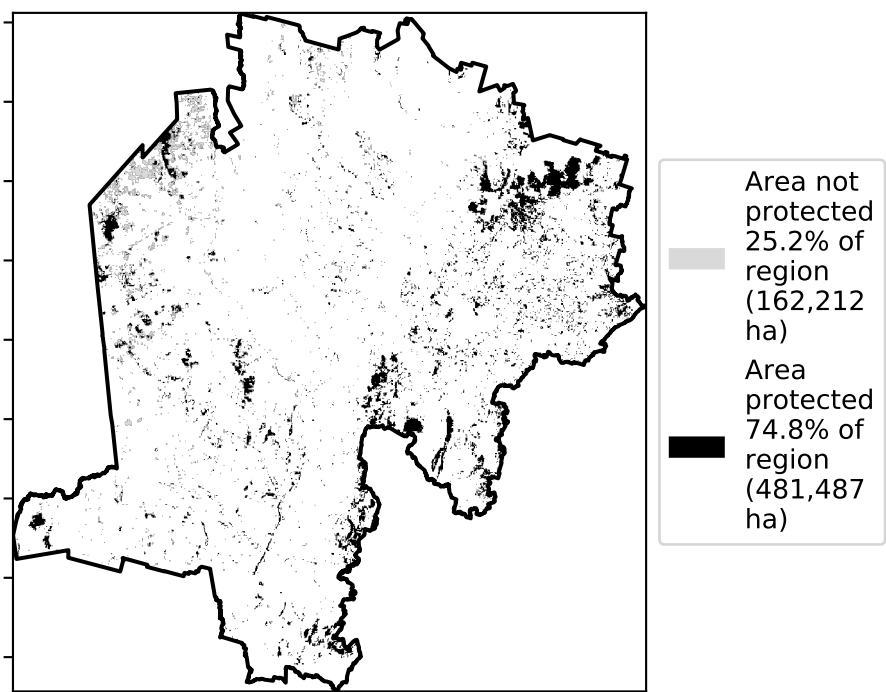 Area not
protected
25.2% of
region
(162,212
ha)
Area
protected
74.8% of
region
(481,487
ha)